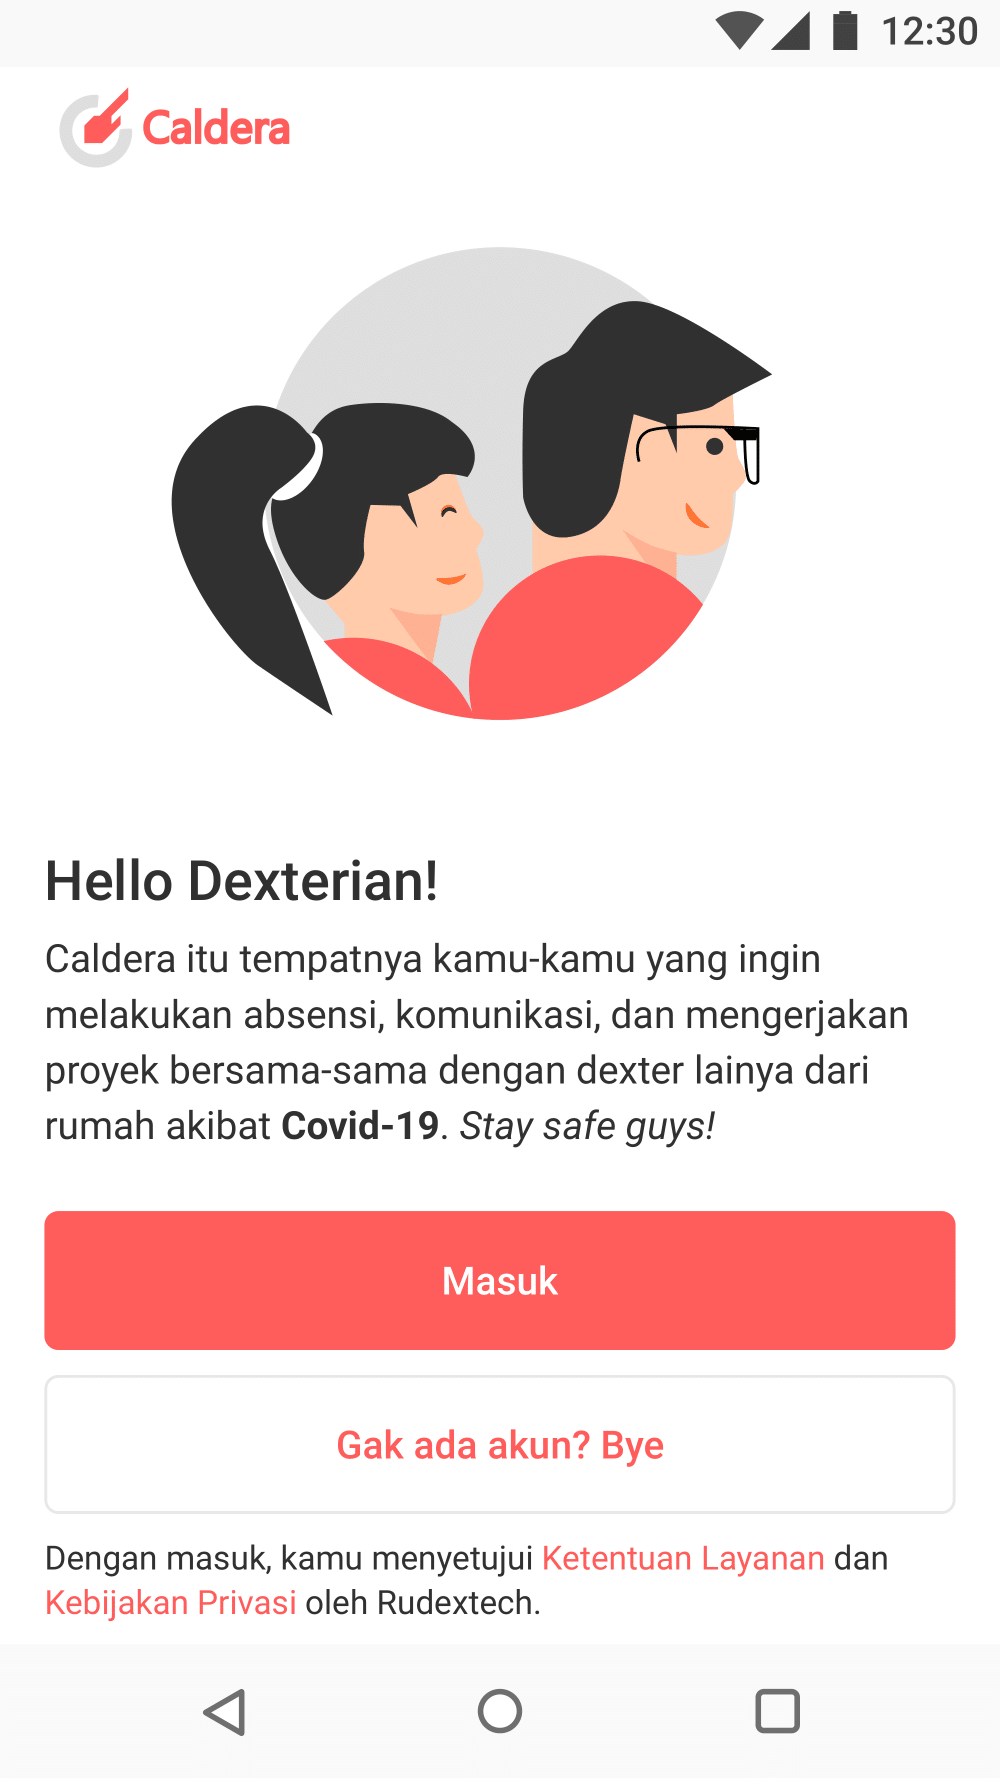 12:30
Caldera
Hello Dexterian!
Caldera itu tempatnya kamu-kamu yang ingin
melakukan absensi, komunikasi, dan mengerjakan
proyek bersama-sama dengan dexter lainya dari
rumah akibat Covid-19. Stay safe guys!
Masuk
Gak ada akun? Bye
Dengan masuk, kamu menyetujui Ketentuan Layanan dan
Kebijakan Privasi oleh Rudextech.